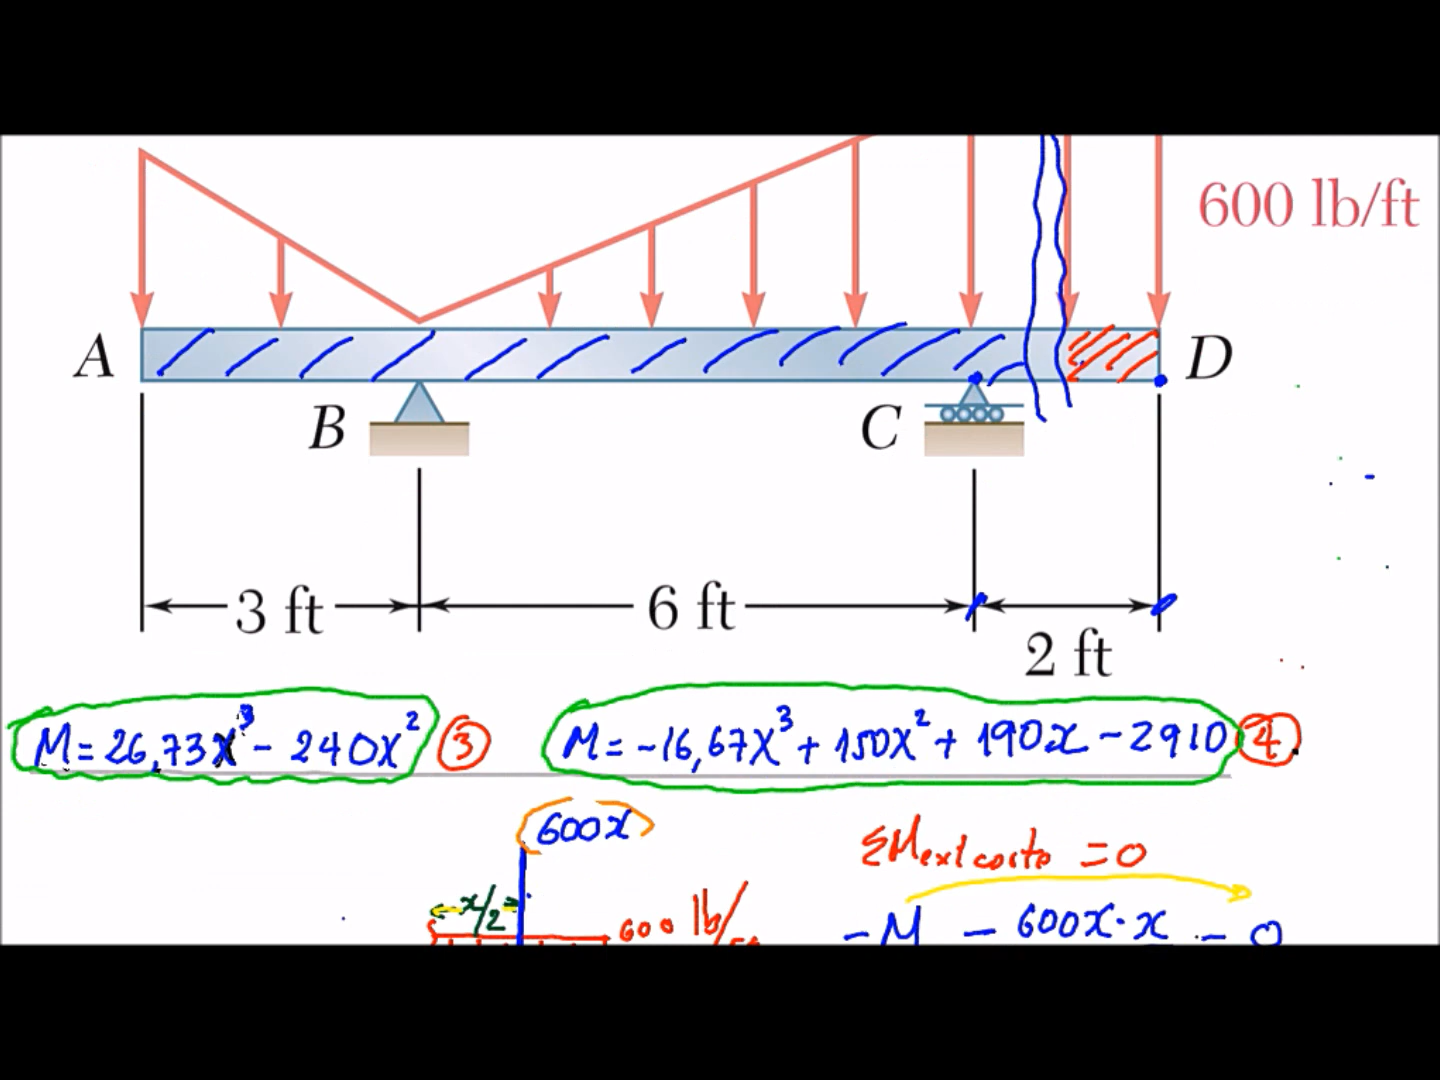 600 lb/ft
A
D
B
C
3 ft
6 ft
2 ft
M = 26,73x³ - 240x² ③
M = -16,67x³ + 150x² + 190x - 2910 ④
600x
ΣMext corte = 0
x/2
600 lb/
-M - 600x·x - 0